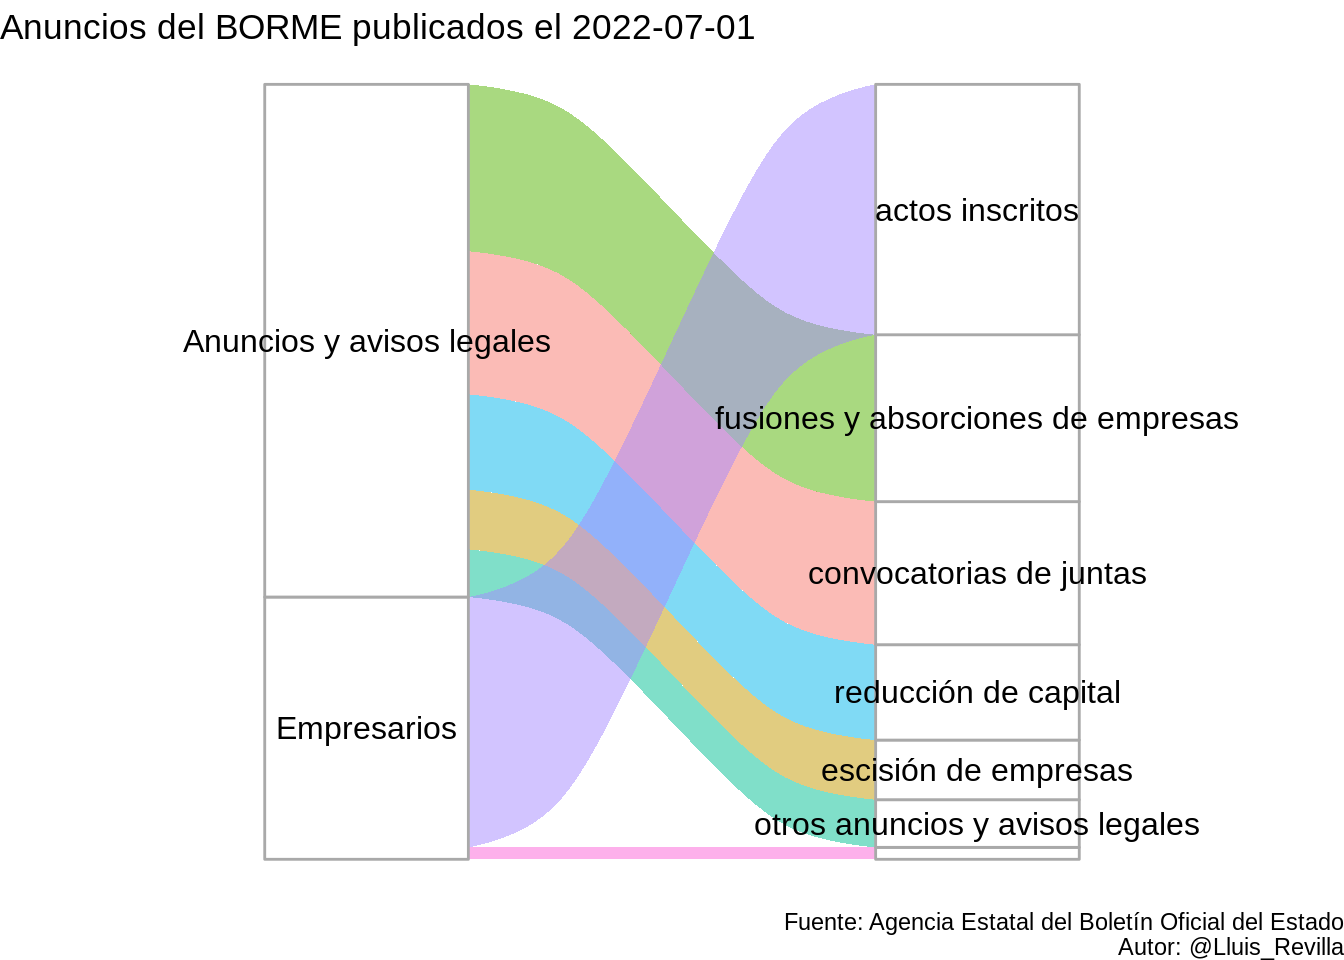 Anuncios del BORME publicados el 2022-07-01
actos inscritos
Anuncios y avisos legales
fusiones y absorciones de empresas
convocatorias de juntas
reducción de capital
Empresarios
escisión de empresas
otros anuncios y avisos legales
Fuente: Agencia Estatal del Boletín Oficial del Estado
Autor: @Lluis_Revilla